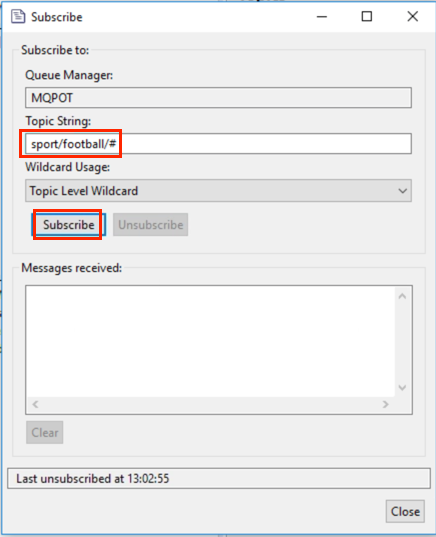 Subscribe
Subscribe to:
Queue Manager:
MQPOT
Topic String:
sport/football/#
Wildcard Usage:
Topic Level Wildcard
Subscribe Unsubscribe
Messages received:
Clear
Last unsubscribed at 13:02:55
Close